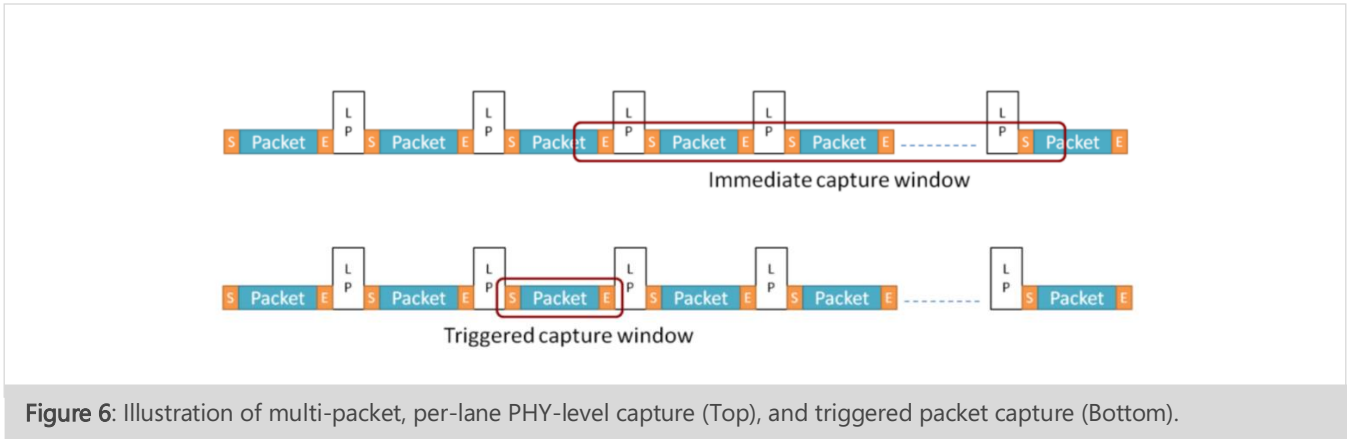 L P L P L P L P L P
S Packet E S Packet E S Packet E S Packet E S Packet E S Packet E
Immediate capture window
L P L P L P L P L P
S Packet E S Packet E S Packet E S Packet E S Packet E S Packet E
Triggered capture window
Figure 6: Illustration of multi-packet, per-lane PHY-level capture (Top), and triggered packet capture (Bottom).